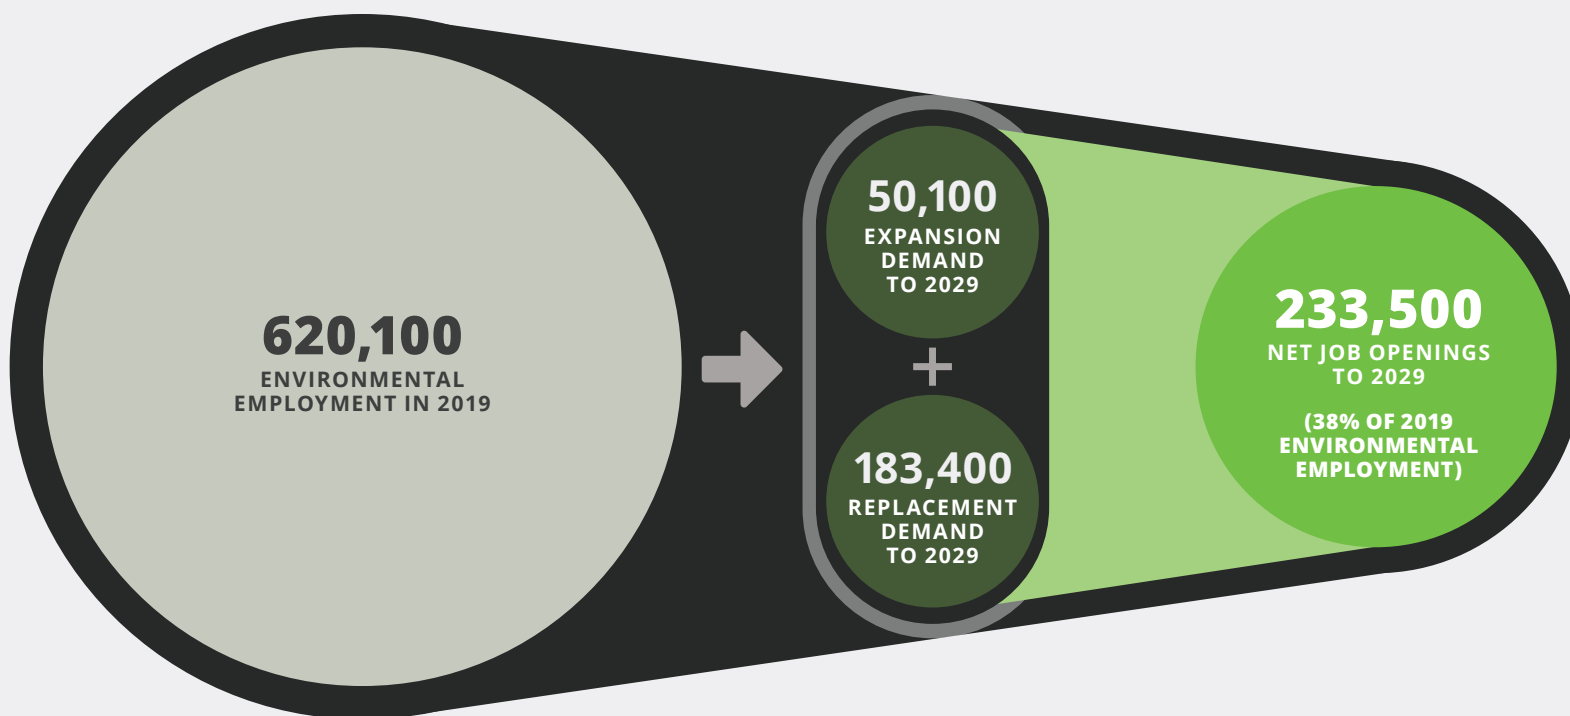 620,100
ENVIRONMENTAL
EMPLOYMENT IN 2019
50,100
EXPANSION
DEMAND
TO 2029
+
183,400
REPLACEMENT
DEMAND
TO 2029
233,500
NET JOB OPENINGS
TO 2029
(38% OF 2019
ENVIRONMENTAL
EMPLOYMENT)